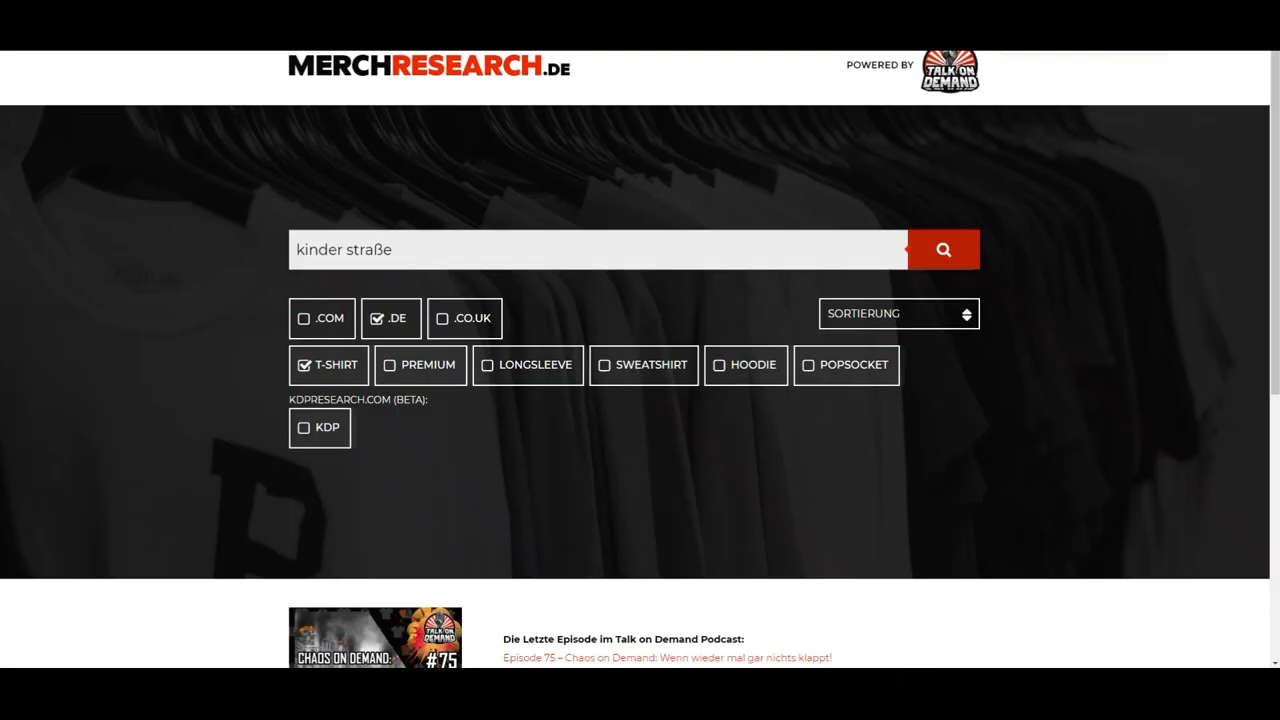 MERCHRESEARCH.DE
POWERED BY
TALK ON
DEMAND
kinder straße
.COM
.DE
.CO.UK
SORTIERUNG
T-SHIRT
PREMIUM
LONGSLEEVE
SWEATSHIRT
HOODIE
POPSOCKET
KDPRESEARCH.COM (BETA):
KDP
TALK ON
DEMAND
CHAOS ON DEMAND:
#75
Die Letzte Episode im Talk on Demand Podcast:
Episode 75 – Chaos on Demand: Wenn wieder mal gar nichts klappt!